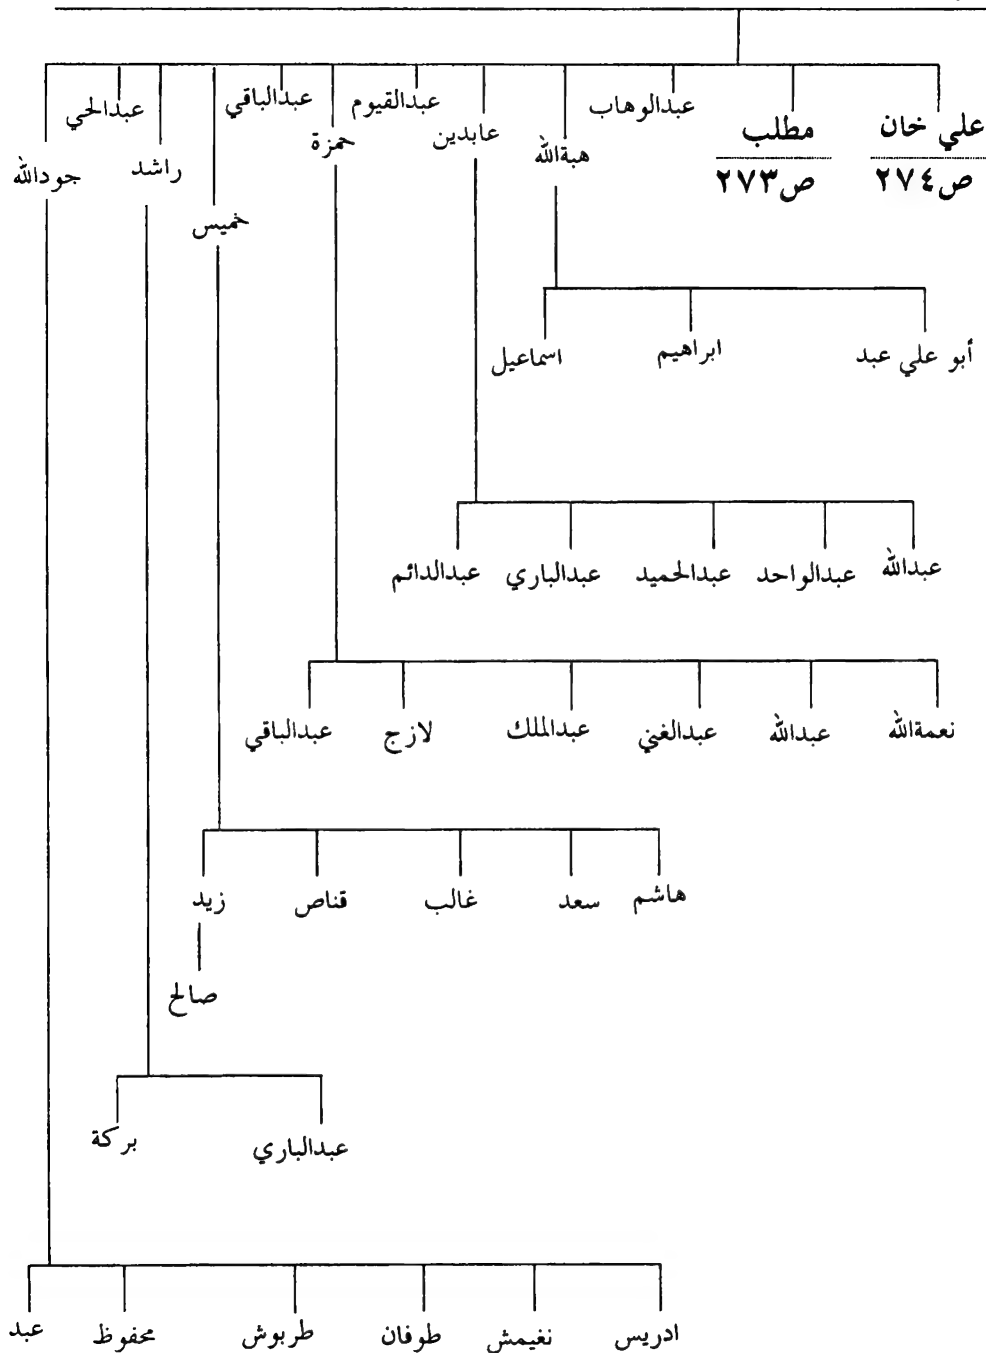 علي خان
ص٢٧٤
مطلب
ص٢٧٣
عبدالوهاب
هبةالله
عابدين
عبدالقيوم
حمزة
عبدالباقي
خميس
راشد
عبدالحي
جودالله
أبو علي عبد
ابراهيم
اسماعيل
عبدالله
عبدالواحد
عبدالحميد
عبدالباري
عبدالدائم
نعمةالله
عبدالله
عبدالغني
عبدالملك
لازج
عبدالباقي
هاشم
سعد
غالب
قناص
زيد
صالح
عبدالباري
بركة
ادريس
نغيمش
طوفان
طربوش
محفوظ
عبد